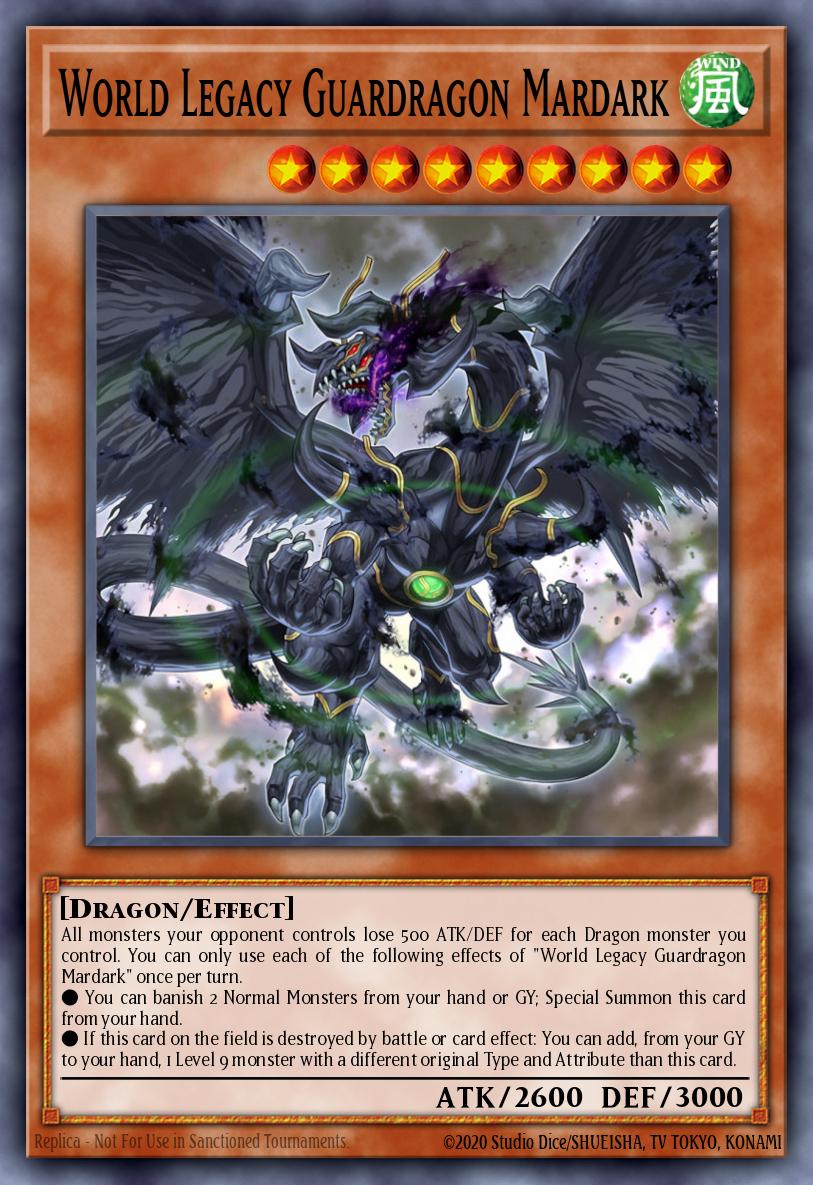 World Legacy Guardragon Mardark
WIND
風
[Dragon/Effect]
All monsters your opponent controls lose 500 ATK/DEF for each Dragon monster you
control. You can only use each of the following effects of "World Legacy Guardragon
Mardark" once per turn.
● You can banish 2 Normal Monsters from your hand or GY; Special Summon this card
from your hand.
● If this card on the field is destroyed by battle or card effect: You can add, from your GY
to your hand, 1 Level 9 monster with a different original Type and Attribute than this card.
ATK/2600 DEF/3000
Replica - Not For Use in Sanctioned Tournaments.
©2020 Studio Dice/SHUEISHA, TV TOKYO, KONAMI